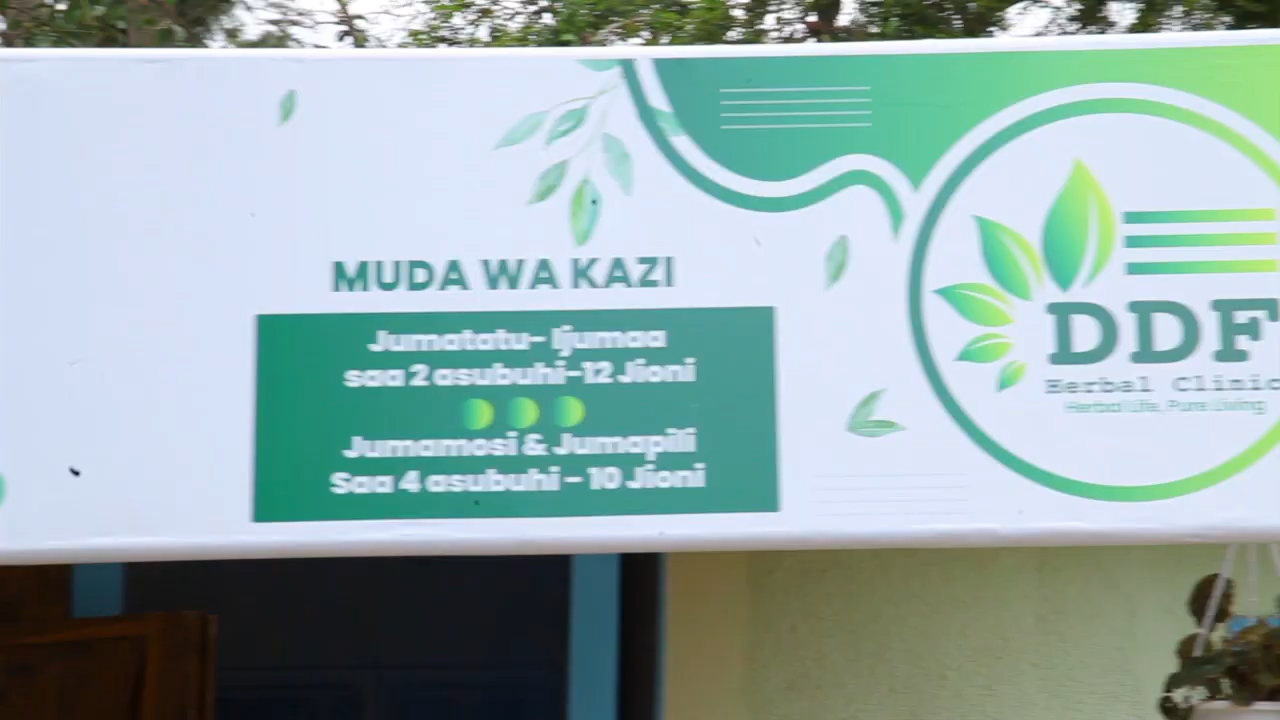 MUDA WA KAZI
Jumatatu- Ijumaa
saa 2 asubuhi-12 Jioni
Jumamosi & Jumapili
Saa 4 asubuhi - 10 Jioni
DDF
Herbal Clinic
Herbal Life, Pure Living